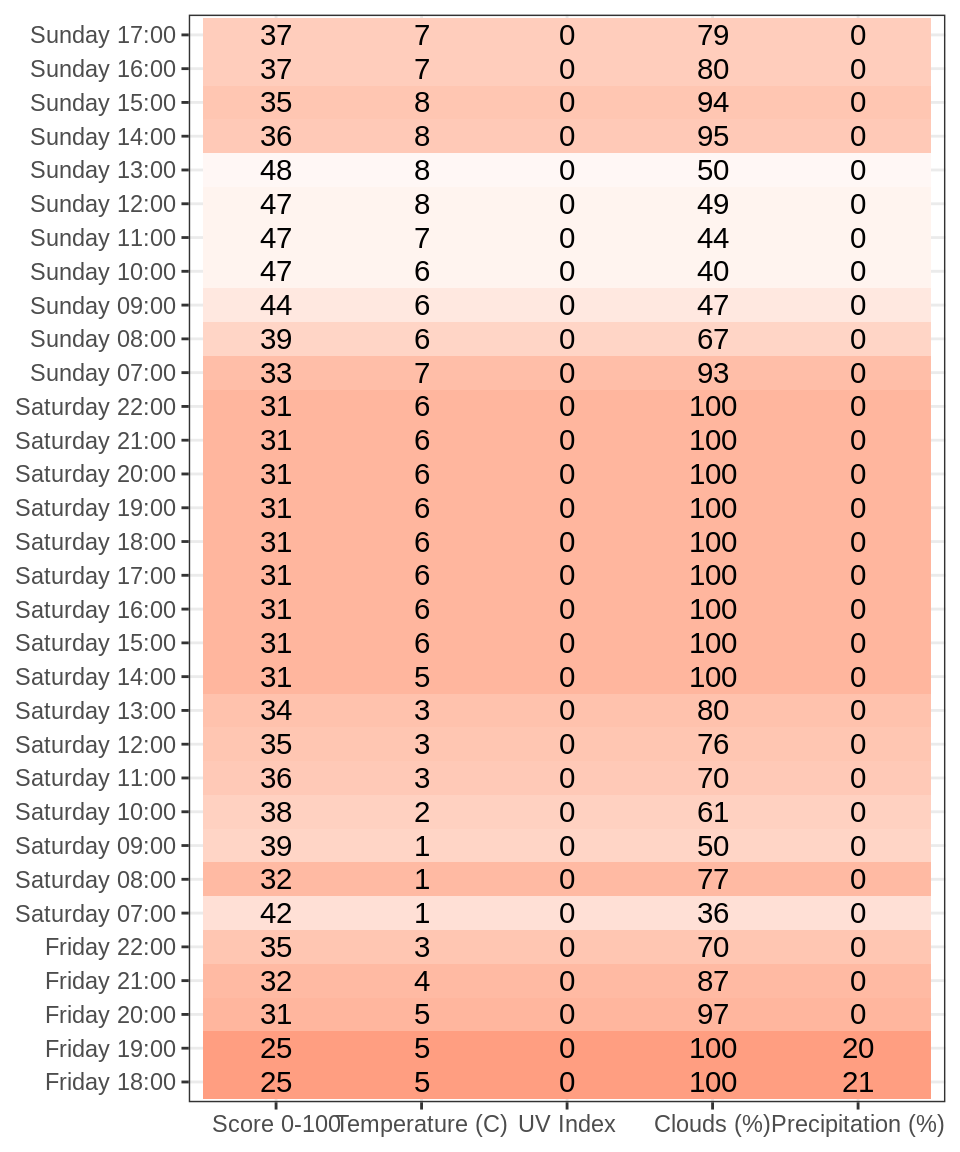 Sunday 17:00 37 7 0 79 0
Sunday 16:00 37 7 0 80 0
Sunday 15:00 35 8 0 94 0
Sunday 14:00 36 8 0 95 0
Sunday 13:00 48 8 0 50 0
Sunday 12:00 47 8 0 49 0
Sunday 11:00 47 7 0 44 0
Sunday 10:00 47 6 0 40 0
Sunday 09:00 44 6 0 47 0
Sunday 08:00 39 6 0 67 0
Sunday 07:00 33 7 0 93 0
Saturday 22:00 31 6 0 100 0
Saturday 21:00 31 6 0 100 0
Saturday 20:00 31 6 0 100 0
Saturday 19:00 31 6 0 100 0
Saturday 18:00 31 6 0 100 0
Saturday 17:00 31 6 0 100 0
Saturday 16:00 31 6 0 100 0
Saturday 15:00 31 6 0 100 0
Saturday 14:00 31 5 0 100 0
Saturday 13:00 34 3 0 80 0
Saturday 12:00 35 3 0 76 0
Saturday 11:00 36 3 0 70 0
Saturday 10:00 38 2 0 61 0
Saturday 09:00 39 1 0 50 0
Saturday 08:00 32 1 0 77 0
Saturday 07:00 42 1 0 36 0
Friday 22:00 35 3 0 70 0
Friday 21:00 32 4 0 87 0
Friday 20:00 31 5 0 97 0
Friday 19:00 25 5 0 100 20
Friday 18:00 25 5 0 100 21
Score 0-100 Temperature (C) UV Index Clouds (%) Precipitation (%)